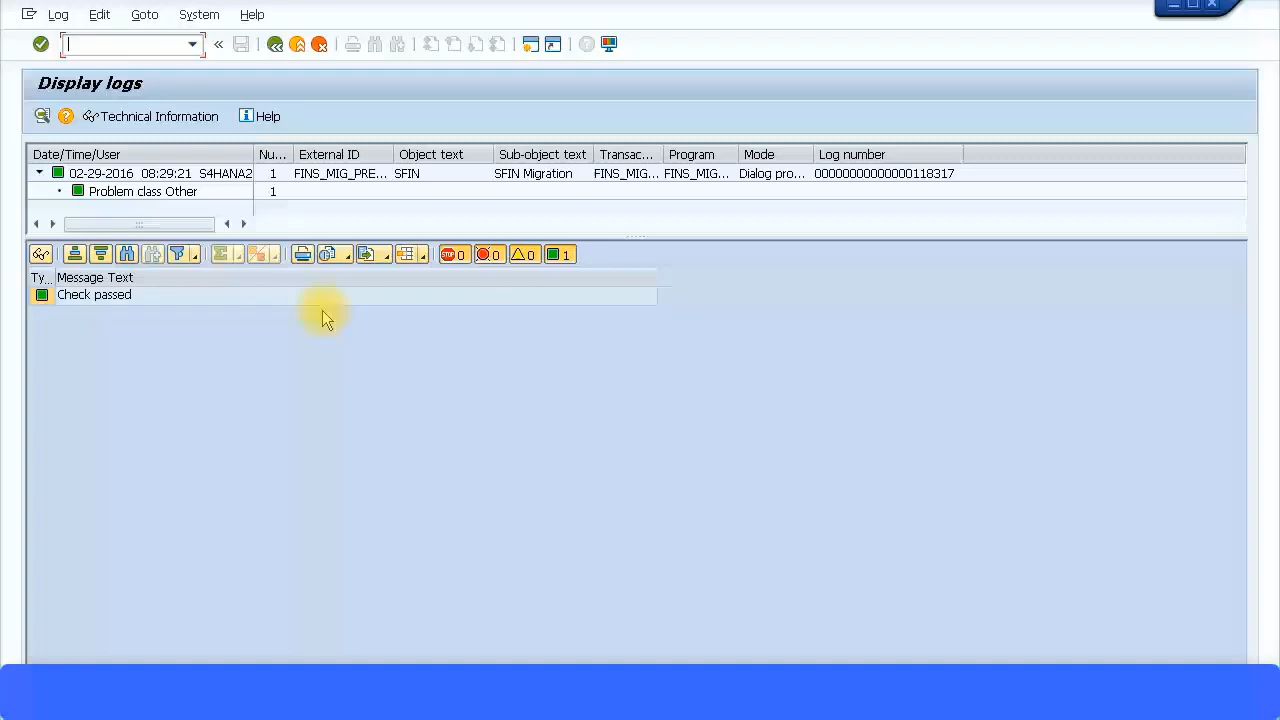 Log Edit Goto System Help
Display logs
Technical Information Help
Date/Time/User Nu... External ID Object text Sub-object text Transac... Program Mode Log number
02-29-2016 08:29:21 S4HANA2 1 FINS_MIG_PRE... SFIN SFIN Migration FINS_MIG... FINS_MIG... Dialog pro... 00000000000000118317
Problem class Other 1
STOP 0 0 0 1
Ty... Message Text
Check passed